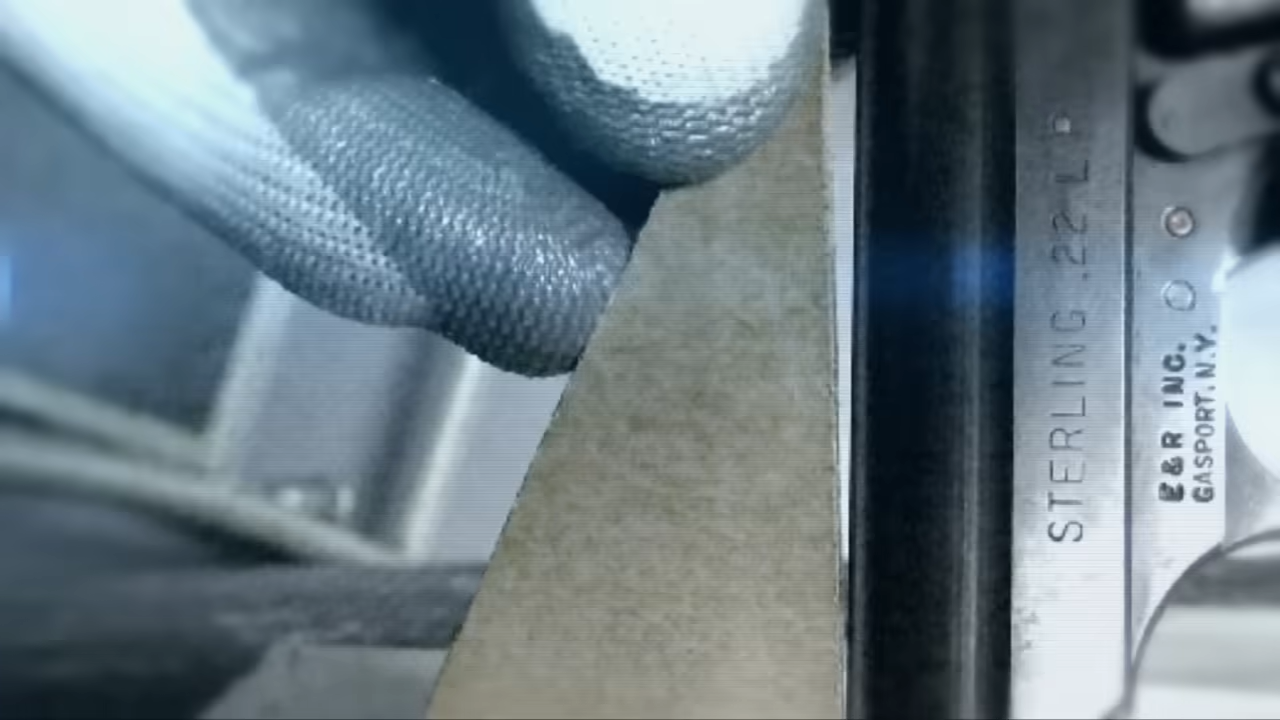 STERLING .22 L.R.
E&R INC.
GASPORT, N.Y.